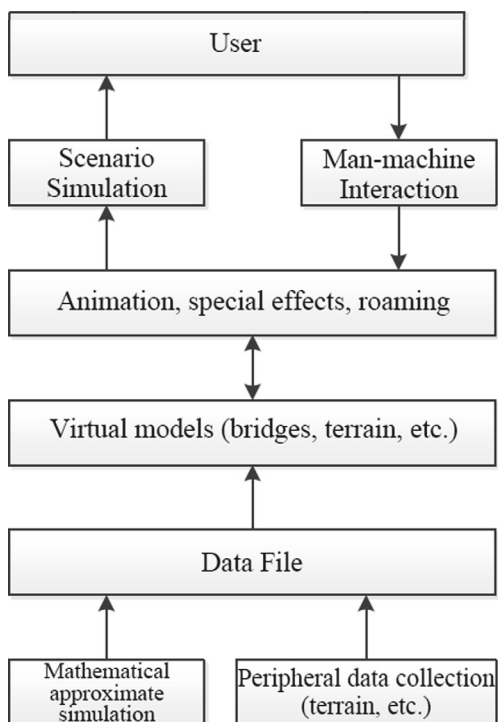 User
Scenario
Simulation
Man-machine
Interaction
Animation, special effects, roaming
Virtual models (bridges, terrain, etc.)
Data File
Mathematical
approximate
simulation
Peripheral data collection
(terrain, etc.)